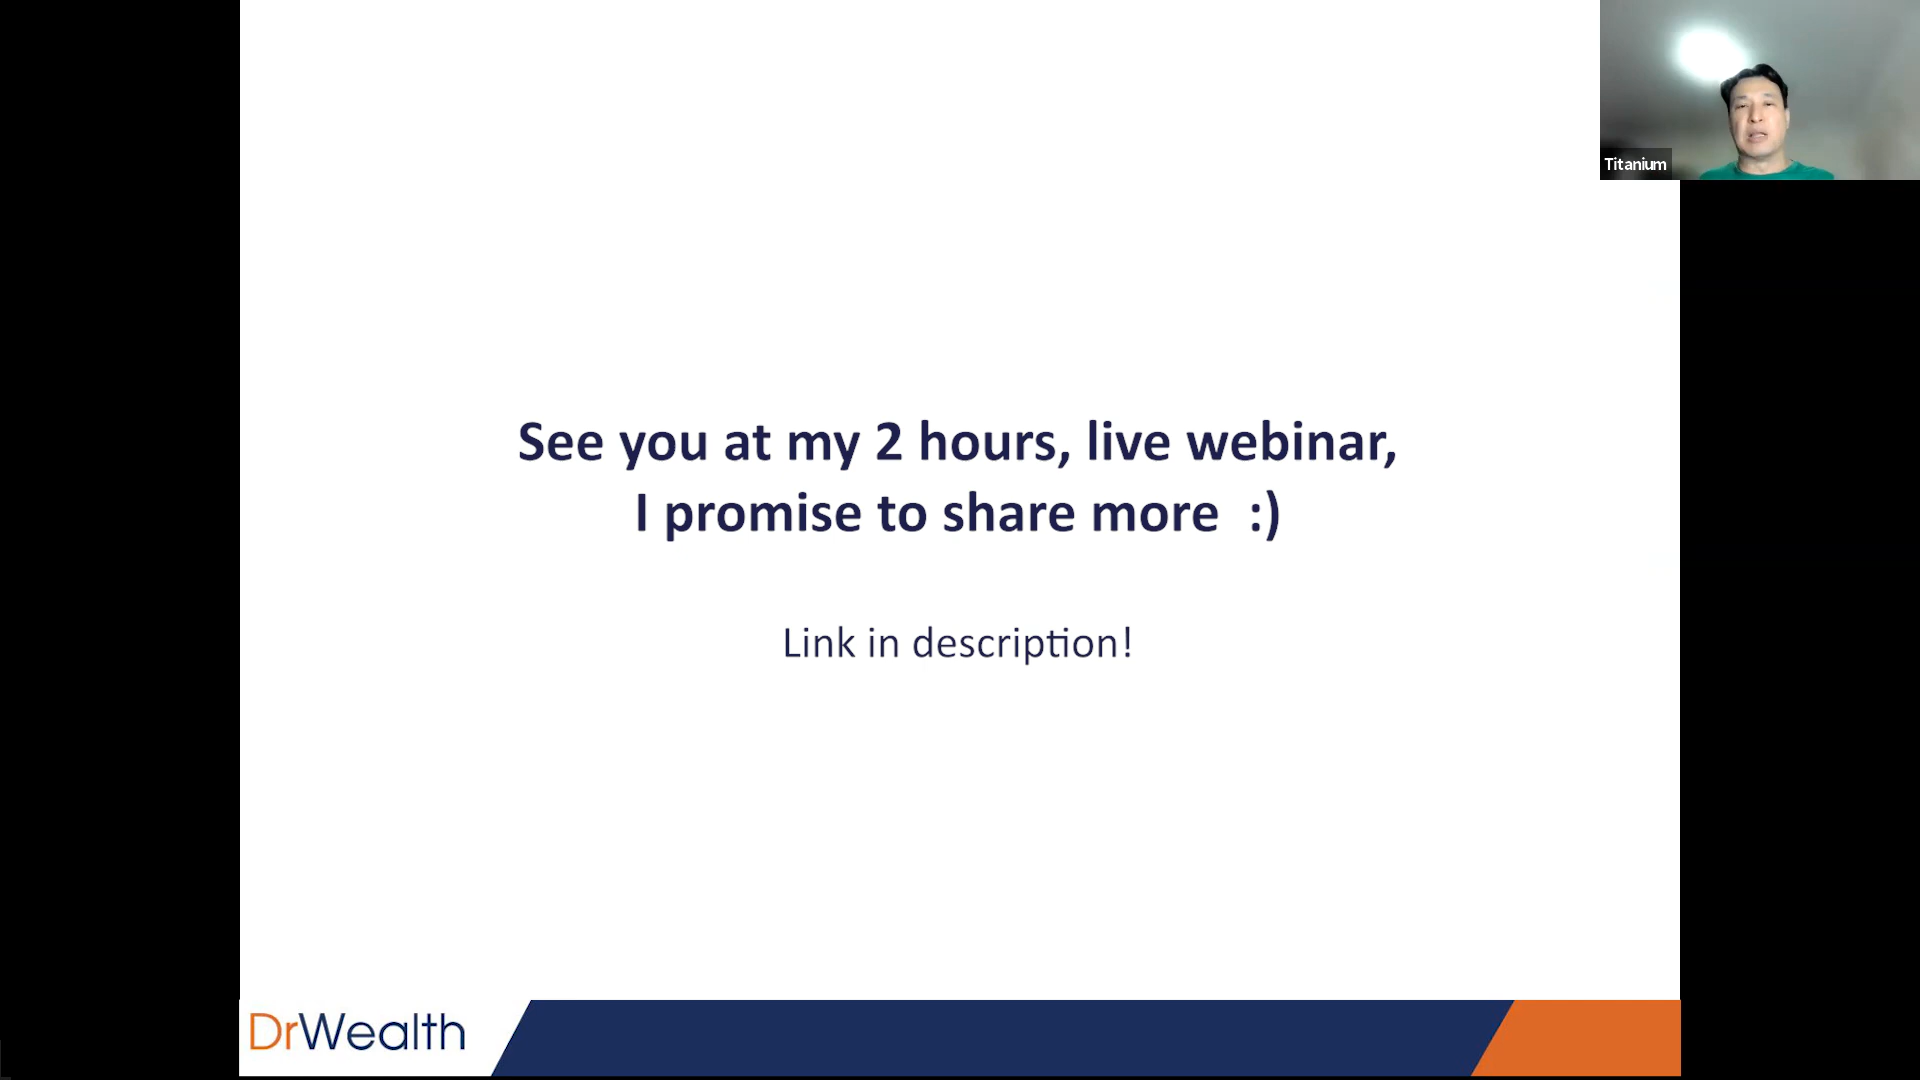 Titanium
See you at my 2 hours, live webinar,
I promise to share more :)
Link in description!
DrWealth